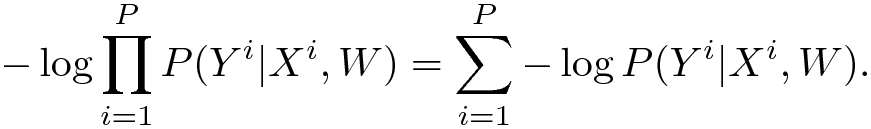 $-\log \prod_{i=1}^{P} P(Y^i|X^i, W) = \sum_{i=1}^{P} -\log P(Y^i|X^i, W).$